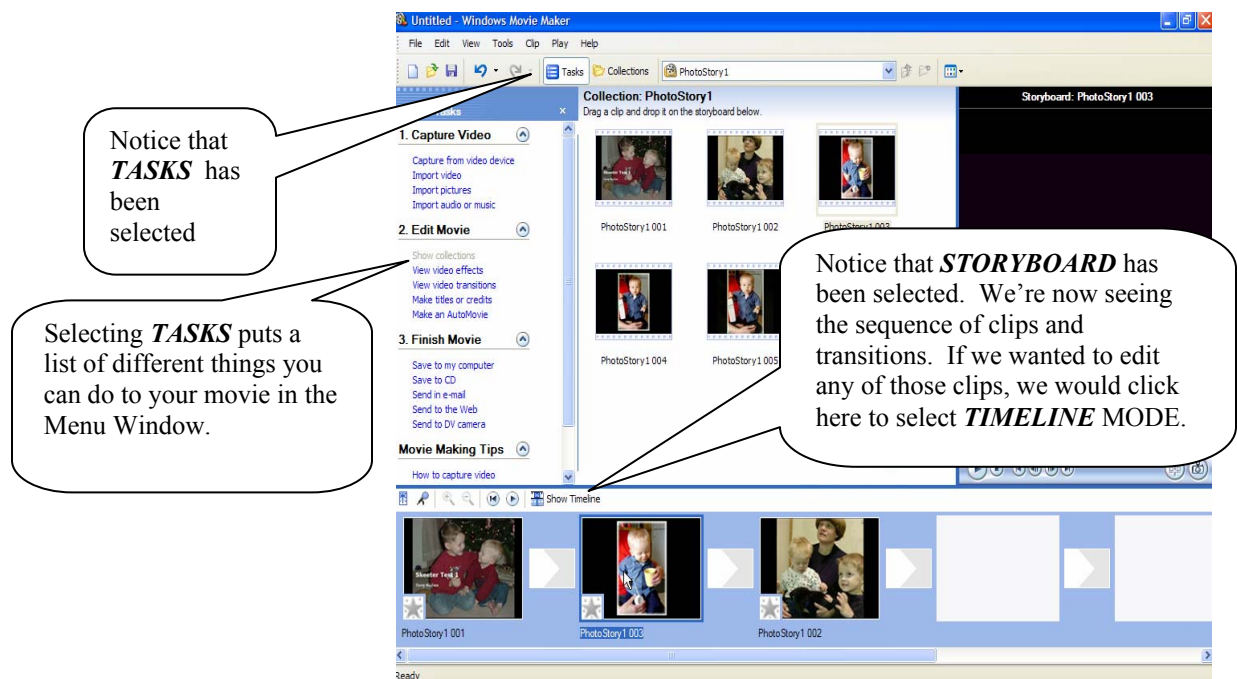 Untitled - Windows Movie Maker
File Edit View Tools Clip Play Help
Tasks Collections PhotoStory1
Notice that
TASKS has
been
selected
Selecting TASKS puts a
list of different things you
can do to your movie in the
Menu Window.
Tasks
1. Capture Video
Capture from video device
Import video
Import pictures
Import audio or music
2. Edit Movie
Show collections
View video effects
View video transitions
Make titles or credits
Make an AutoMovie
3. Finish Movie
Save to my computer
Save to CD
Send in e-mail
Send to the Web
Send to DV camera
Movie Making Tips
How to capture video
Collection: PhotoStory1
Drag a clip and drop it on the storyboard below.
PhotoStory1 001
PhotoStory1 002
PhotoStory1 003
PhotoStory1 004
PhotoStory1 005
Storyboard: PhotoStory1 003
Notice that STORYBOARD has
been selected. We're now seeing
the sequence of clips and
transitions. If we wanted to edit
any of those clips, we would click
here to select TIMELINE MODE.
Show Timeline
Skeeter Test 1
PhotoStory1 001
PhotoStory1 003
PhotoStory1 002
Ready